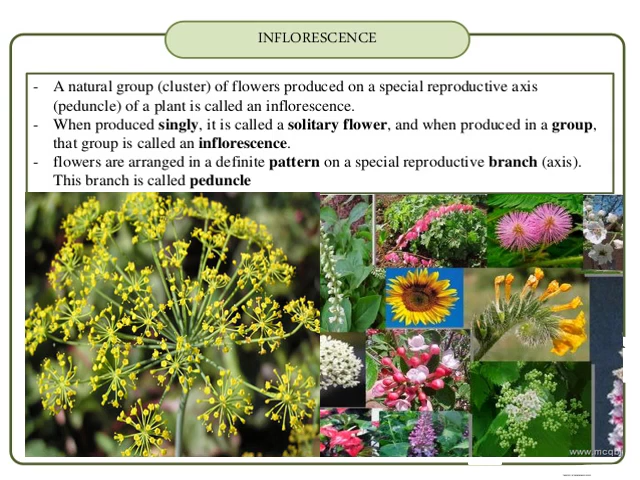 INFLORESCENCE
- A natural group (cluster) of flowers produced on a special reproductive axis
(peduncle) of a plant is called an inflorescence.
- When produced singly, it is called a solitary flower, and when produced in a group,
that group is called an inflorescence.
- flowers are arranged in a definite pattern on a special reproductive branch (axis).
This branch is called peduncle
www.mcqbi